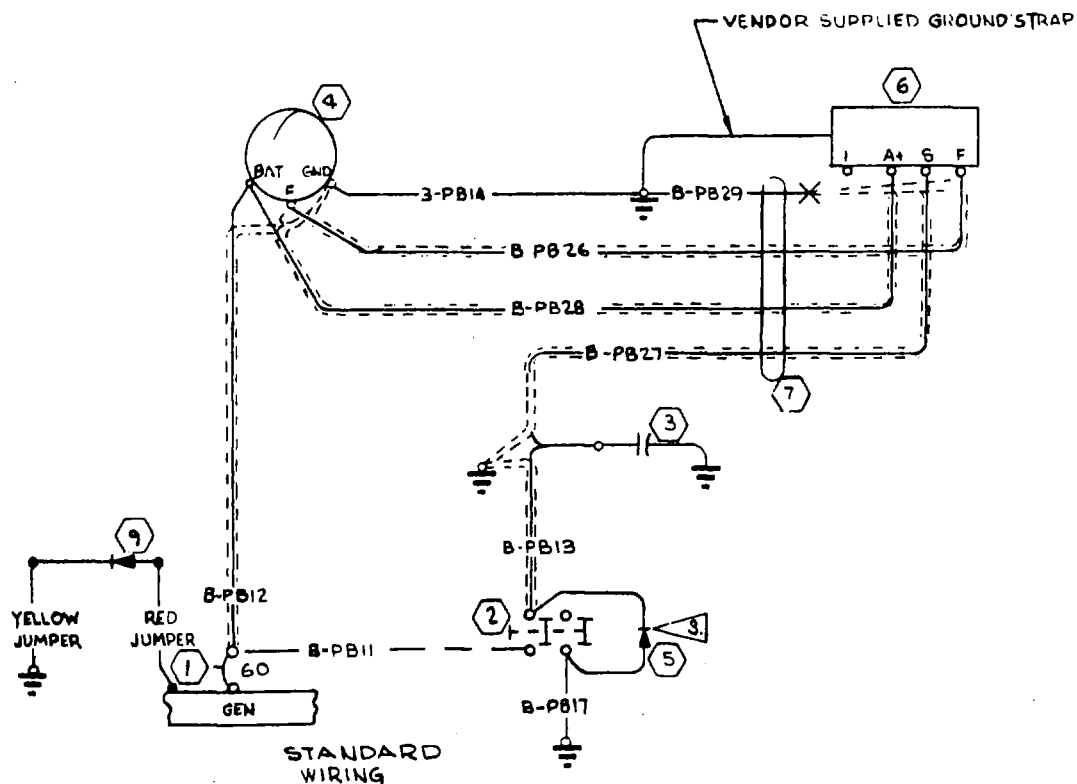 VENDOR SUPPLIED GROUND STRAP
6
4
I A+ S F
BAT GND
F
3-PB14
B-PB29
B PB26
B-PB28
B-PB27
7
3
9
B-PB13
B-PB12
YELLOW
JUMPER
RED
JUMPER
2
3.
1
60
B-PB11
5
GEN
B-PB17
STANDARD
WIRING